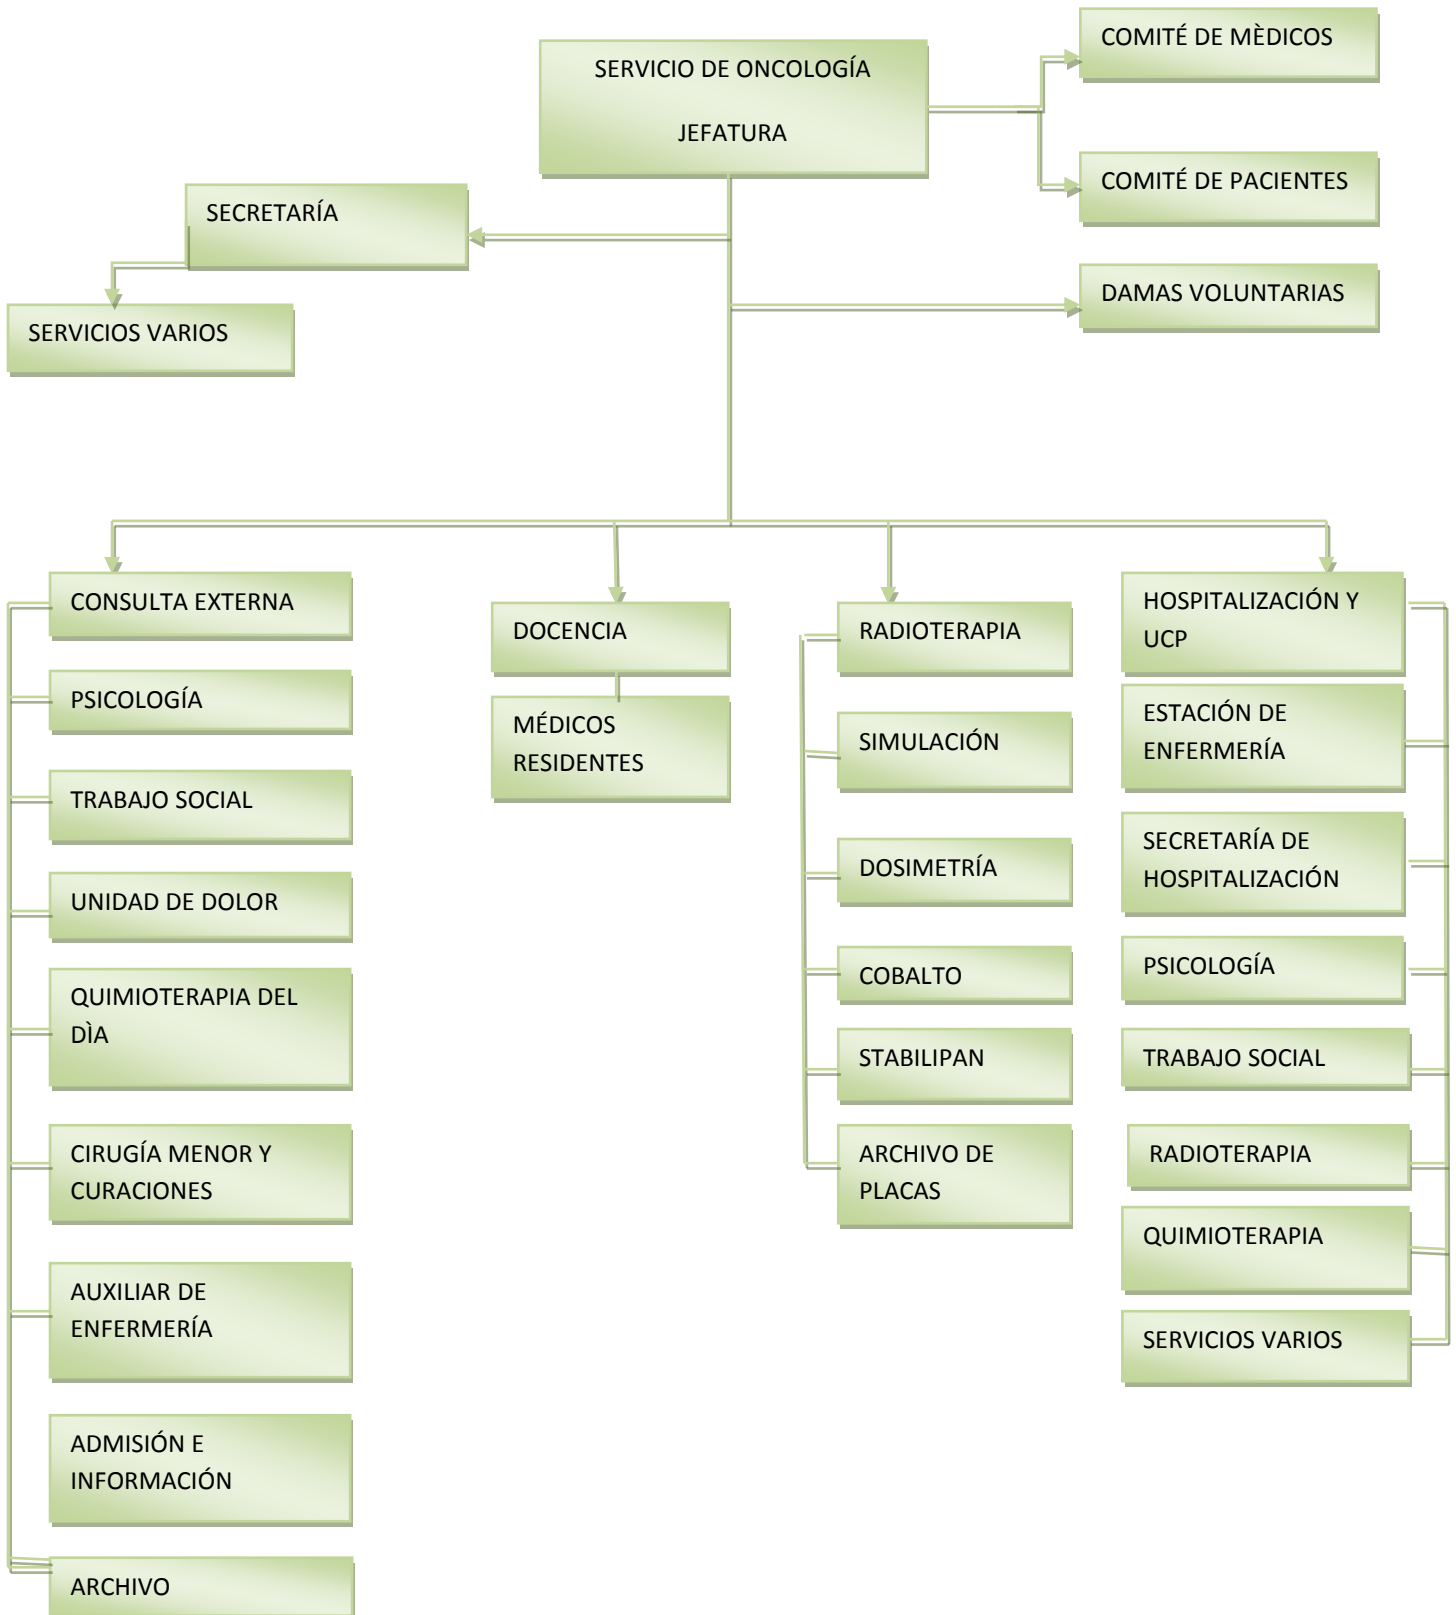 SERVICIO DE ONCOLOGÍA
JEFATURA
COMITÉ DE MÈDICOS
COMITÉ DE PACIENTES
SECRETARÍA
DAMAS VOLUNTARIAS
SERVICIOS VARIOS
CONSULTA EXTERNA
PSICOLOGÍA
TRABAJO SOCIAL
UNIDAD DE DOLOR
QUIMIOTERAPIA DEL
DÌA
CIRUGÍA MENOR Y
CURACIONES
AUXILIAR DE
ENFERMERÍA
ADMISIÓN E
INFORMACIÓN
ARCHIVO
DOCENCIA
MÉDICOS
RESIDENTES
RADIOTERAPIA
SIMULACIÓN
DOSIMETRÍA
COBALTO
STABILIPAN
ARCHIVO DE
PLACAS
HOSPITALIZACIÓN Y
UCP
ESTACIÓN DE
ENFERMERÍA
SECRETARÍA DE
HOSPITALIZACIÓN
PSICOLOGÍA
TRABAJO SOCIAL
RADIOTERAPIA
QUIMIOTERAPIA
SERVICIOS VARIOS